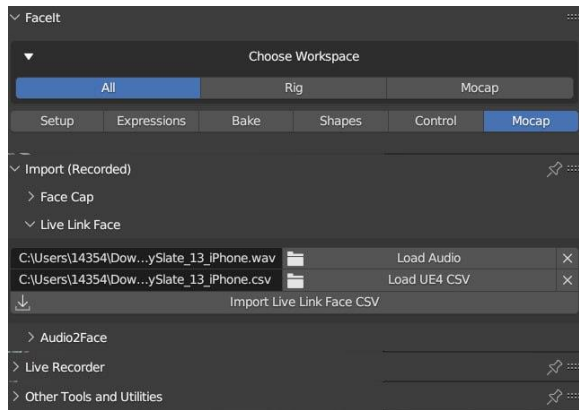 FaceIt
Choose Workspace
All Rig Mocap
Setup Expressions Bake Shapes Control Mocap
Import (Recorded)
Face Cap
Live Link Face
C:\Users\14354\Dow...ySlate_13_iPhone.wav Load Audio
C:\Users\14354\Dow...ySlate_13_iPhone.csv Load UE4 CSV
Import Live Link Face CSV
Audio2Face
Live Recorder
Other Tools and Utilities